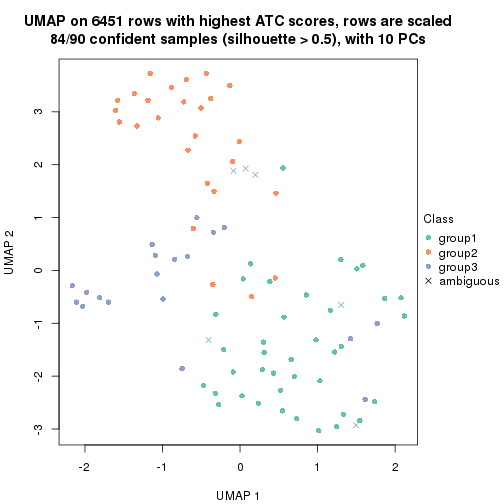 UMAP on 6451 rows with highest ATC scores, rows are scaled
84/90 confident samples (silhouette > 0.5), with 10 PCs
3
2
1
0
-1
-2
-3
UMAP 2
-2
-1
0
1
2
UMAP 1
Class
group1
group2
group3
ambiguous